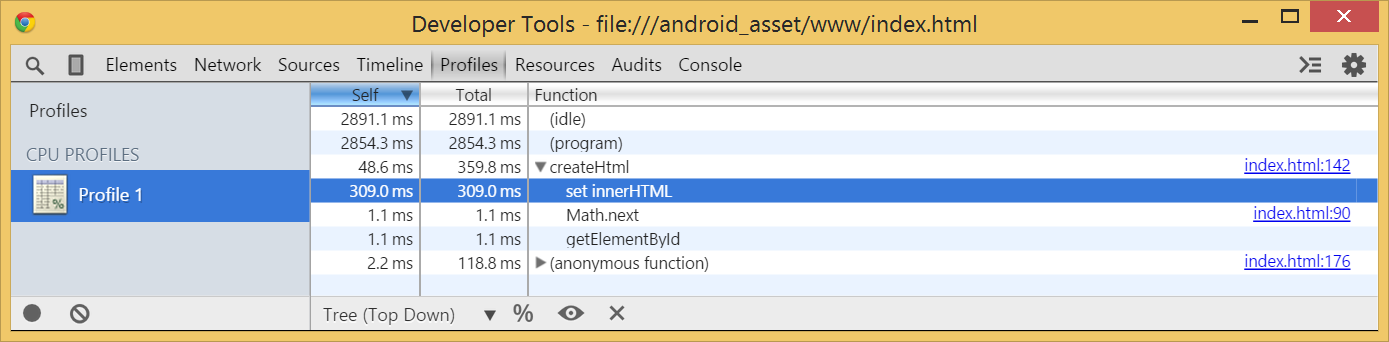 Developer Tools - file:///android_asset/www/index.html
Elements Network Sources Timeline Profiles Resources Audits Console
Profiles
CPU PROFILES
Profile 1
Self Total Function
2891.1 ms 2891.1 ms (idle)
2854.3 ms 2854.3 ms (program)
48.6 ms 359.8 ms createHtml index.html:142
309.0 ms 309.0 ms set innerHTML
1.1 ms 1.1 ms Math.next index.html:90
1.1 ms 1.1 ms getElementById
2.2 ms 118.8 ms (anonymous function) index.html:176
Tree (Top Down) %